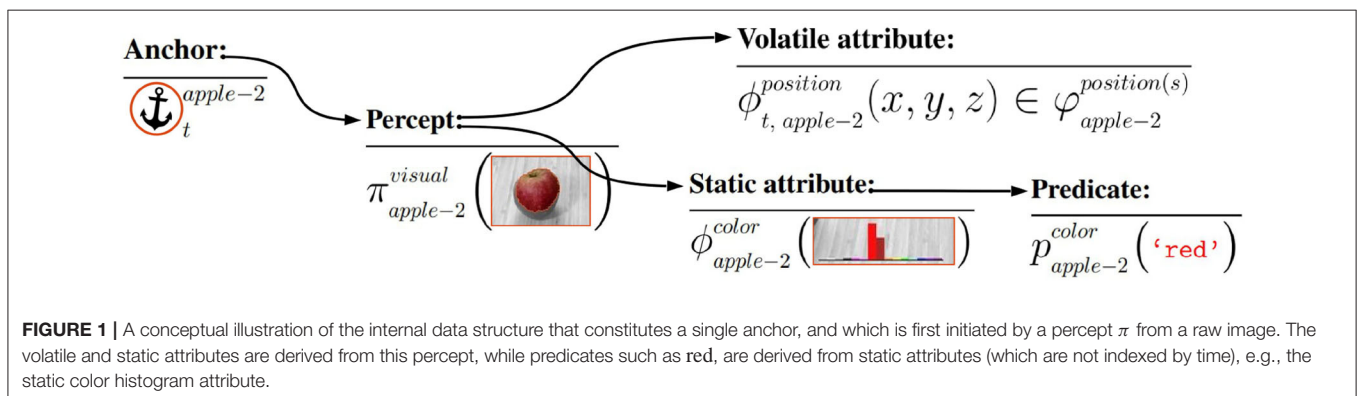 Anchor:
apple−2
t
Percept:
π visual apple−2 ( )
Volatile attribute:
ϕ position t, apple−2 (x, y, z) ∈ φ position(s) apple−2
Static attribute:
ϕ color apple−2 ( )
Predicate:
p color apple−2 (‘red’)
FIGURE 1 | A conceptual illustration of the internal data structure that constitutes a single anchor, and which is first initiated by a percept π from a raw image. The
volatile and static attributes are derived from this percept, while predicates such as red, are derived from static attributes (which are not indexed by time), e.g., the
static color histogram attribute.